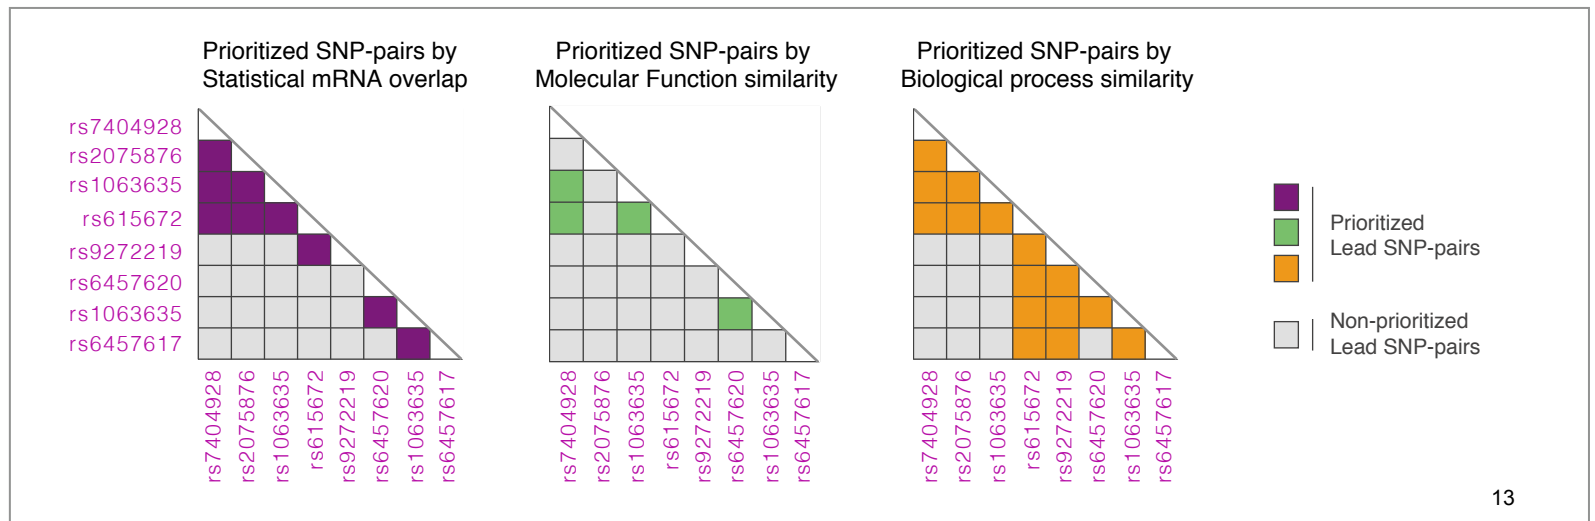 Prioritized SNP-pairs by
Statistical mRNA overlap
Prioritized SNP-pairs by
Molecular Function similarity
Prioritized SNP-pairs by
Biological process similarity
rs7404928
rs2075876
rs1063635
rs615672
rs9272219
rs6457620
rs1063635
rs6457617
rs7404928
rs2075876
rs1063635
rs615672
rs9272219
rs6457620
rs1063635
rs6457617
rs7404928
rs2075876
rs1063635
rs615672
rs9272219
rs6457620
rs1063635
rs6457617
rs7404928
rs2075876
rs1063635
rs615672
rs9272219
rs6457620
rs1063635
rs6457617
Prioritized
Lead SNP-pairs
Non-prioritized
Lead SNP-pairs
13